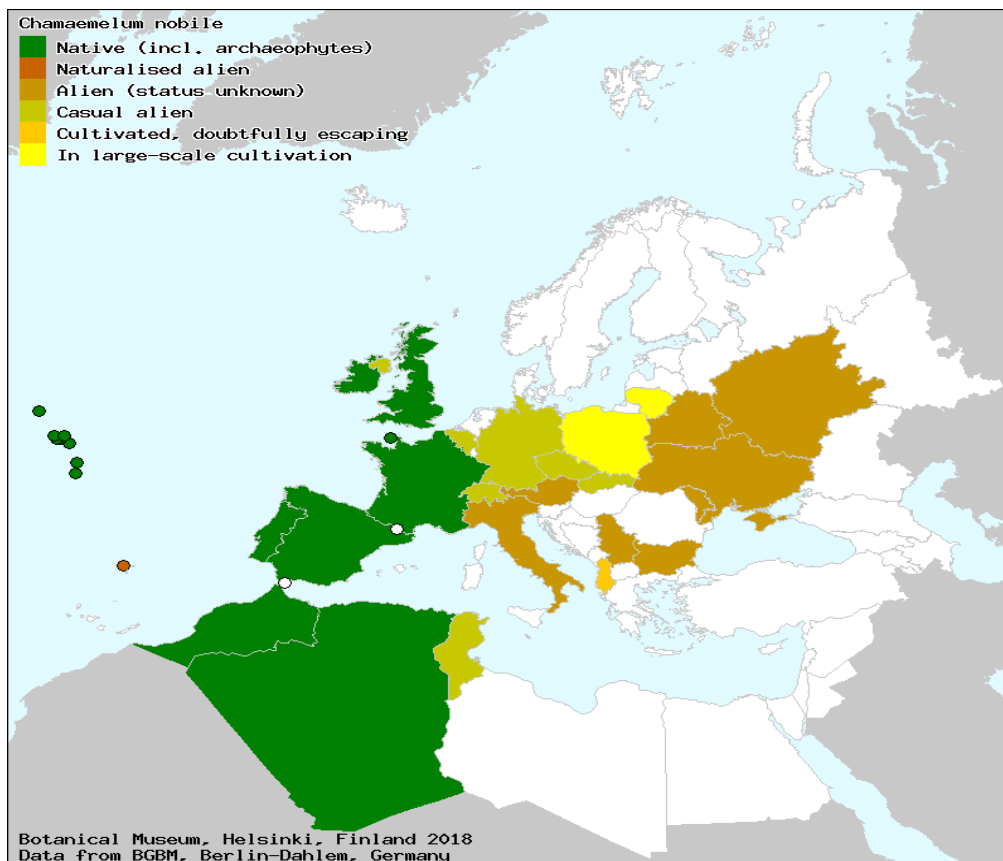 Chamaemelum nobile
Native (incl. archaeophytes)
Naturalised alien
Alien (status unknown)
Casual alien
Cultivated, doubtfully escaping
In large-scale cultivation
Botanical Museum, Helsinki, Finland 2018
Data from BGBM, Berlin-Dahlem, Germany